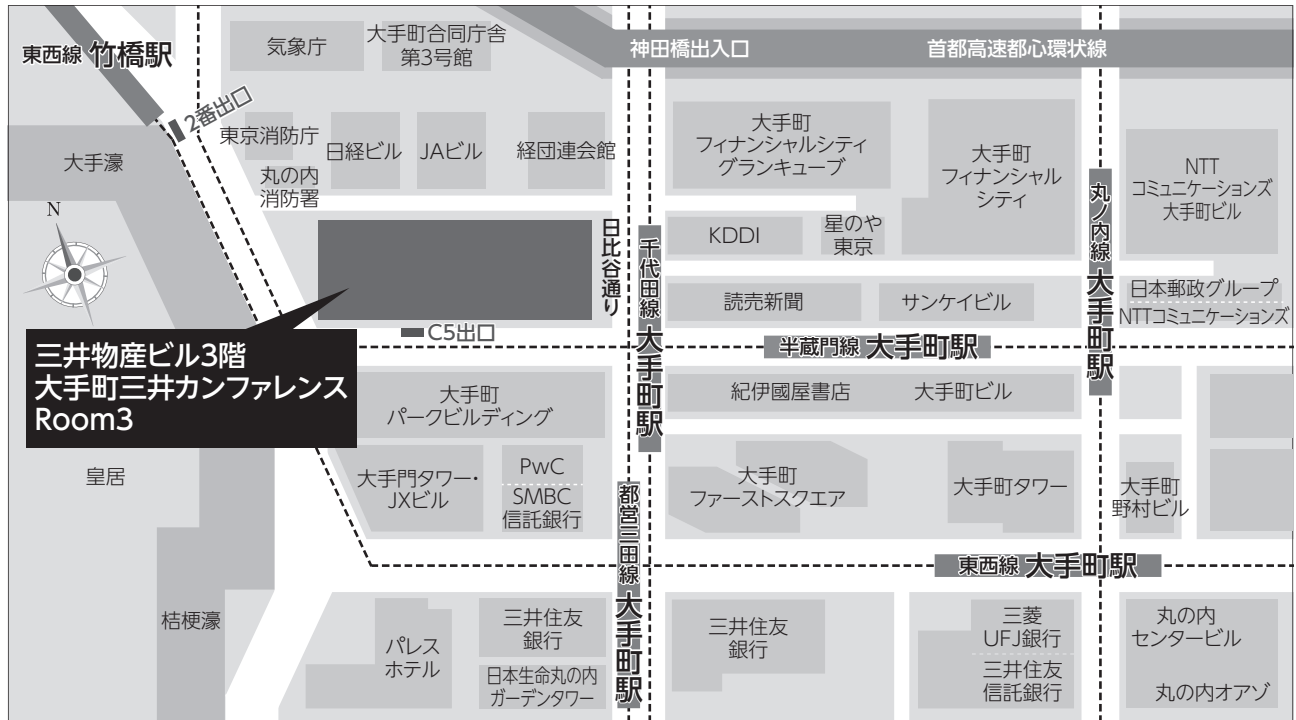 東西線 竹橋駅
気象庁
大手町合同庁舎
第3号館
神田橋出入口
首都高速都心環状線
2番出口
大手濠
東京消防庁
丸の内
消防署
日経ビル
JAビル
経団連会館
大手町
フィナンシャルシティ
グランキューブ
大手町
フィナンシャル
シティ
NTT
コミュニケーションズ
大手町ビル
N
日比谷通り
千代田線 大手町駅
KDDI
星のや
東京
丸ノ内線 大手町駅
読売新聞
サンケイビル
日本郵政グループ
NTTコミュニケーションズ
C5出口
半蔵門線 大手町駅
三井物産ビル3階
大手町三井カンファレンス
Room3
大手町
パークビルディング
紀伊國屋書店
大手町ビル
皇居
大手門タワー・
JXビル
PwC
SMBC
信託銀行
都営三田線 大手町駅
大手町
ファーストスクエア
大手町タワー
大手町
野村ビル
東西線 大手町駅
桔梗濠
パレス
ホテル
三井住友
銀行
日本生命丸の内
ガーデンタワー
三井住友
銀行
三菱
UFJ銀行
三井住友
信託銀行
丸の内
センタービル
丸の内オアゾ